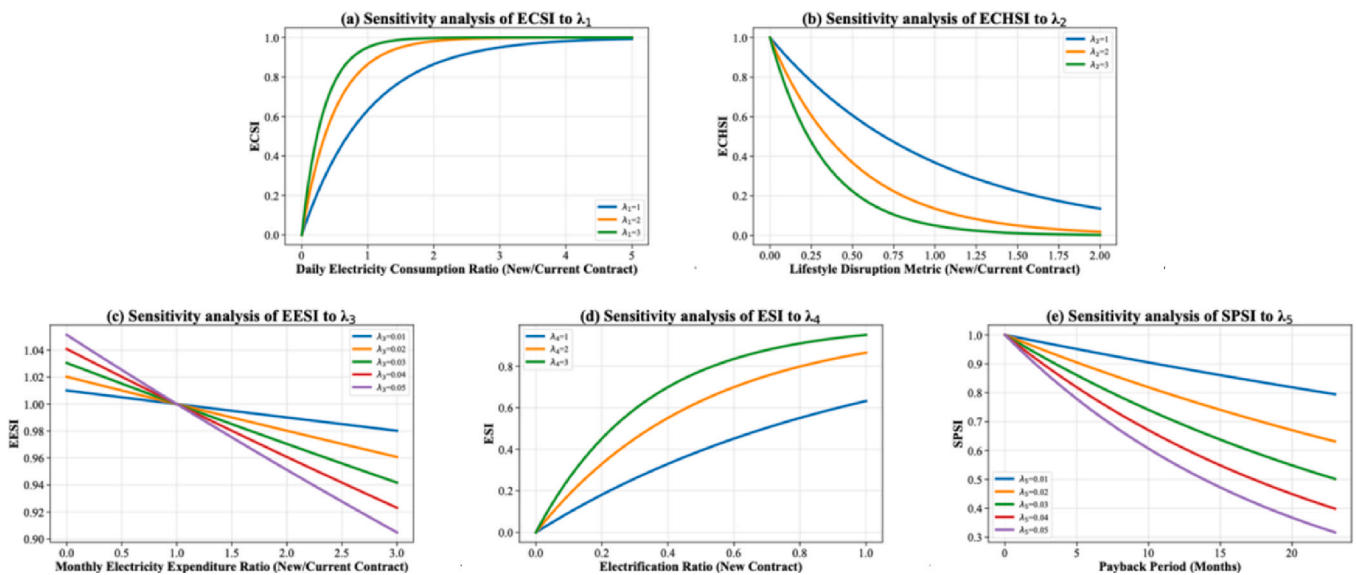 (a) Sensitivity analysis of ECSI to λ₁
1.0
0.8
0.6
0.4
0.2
0.0
ECSI
λ₁=1
λ₁=2
λ₁=3
0 1 2 3 4 5
Daily Electricity Consumption Ratio (New/Current Contract)
(b) Sensitivity analysis of ECHSI to λ₂
1.0
0.8
0.6
0.4
0.2
0.0
ECHSI
λ₂=1
λ₂=2
λ₂=3
0.00 0.25 0.50 0.75 1.00 1.25 1.50 1.75 2.00
Lifestyle Disruption Metric (New/Current Contract)
(c) Sensitivity analysis of EESI to λ₃
1.04
1.02
1.00
0.98
0.96
0.94
0.92
0.90
EESI
λ₃=0.01
λ₃=0.02
λ₃=0.03
λ₃=0.04
λ₃=0.05
0.0 0.5 1.0 1.5 2.0 2.5 3.0
Monthly Electricity Expenditure Ratio (New/Current Contract)
(d) Sensitivity analysis of ESI to λ₄
0.8
0.6
0.4
0.2
0.0
ESI
λ₄=1
λ₄=2
λ₄=3
0.0 0.2 0.4 0.6 0.8 1.0
Electrification Ratio (New Contract)
(e) Sensitivity analysis of SPSI to λ₅
1.0
0.9
0.8
0.7
0.6
0.5
0.4
0.3
SPSI
λ₅=0.01
λ₅=0.02
λ₅=0.03
λ₅=0.04
λ₅=0.05
0 5 10 15 20
Payback Period (Months)